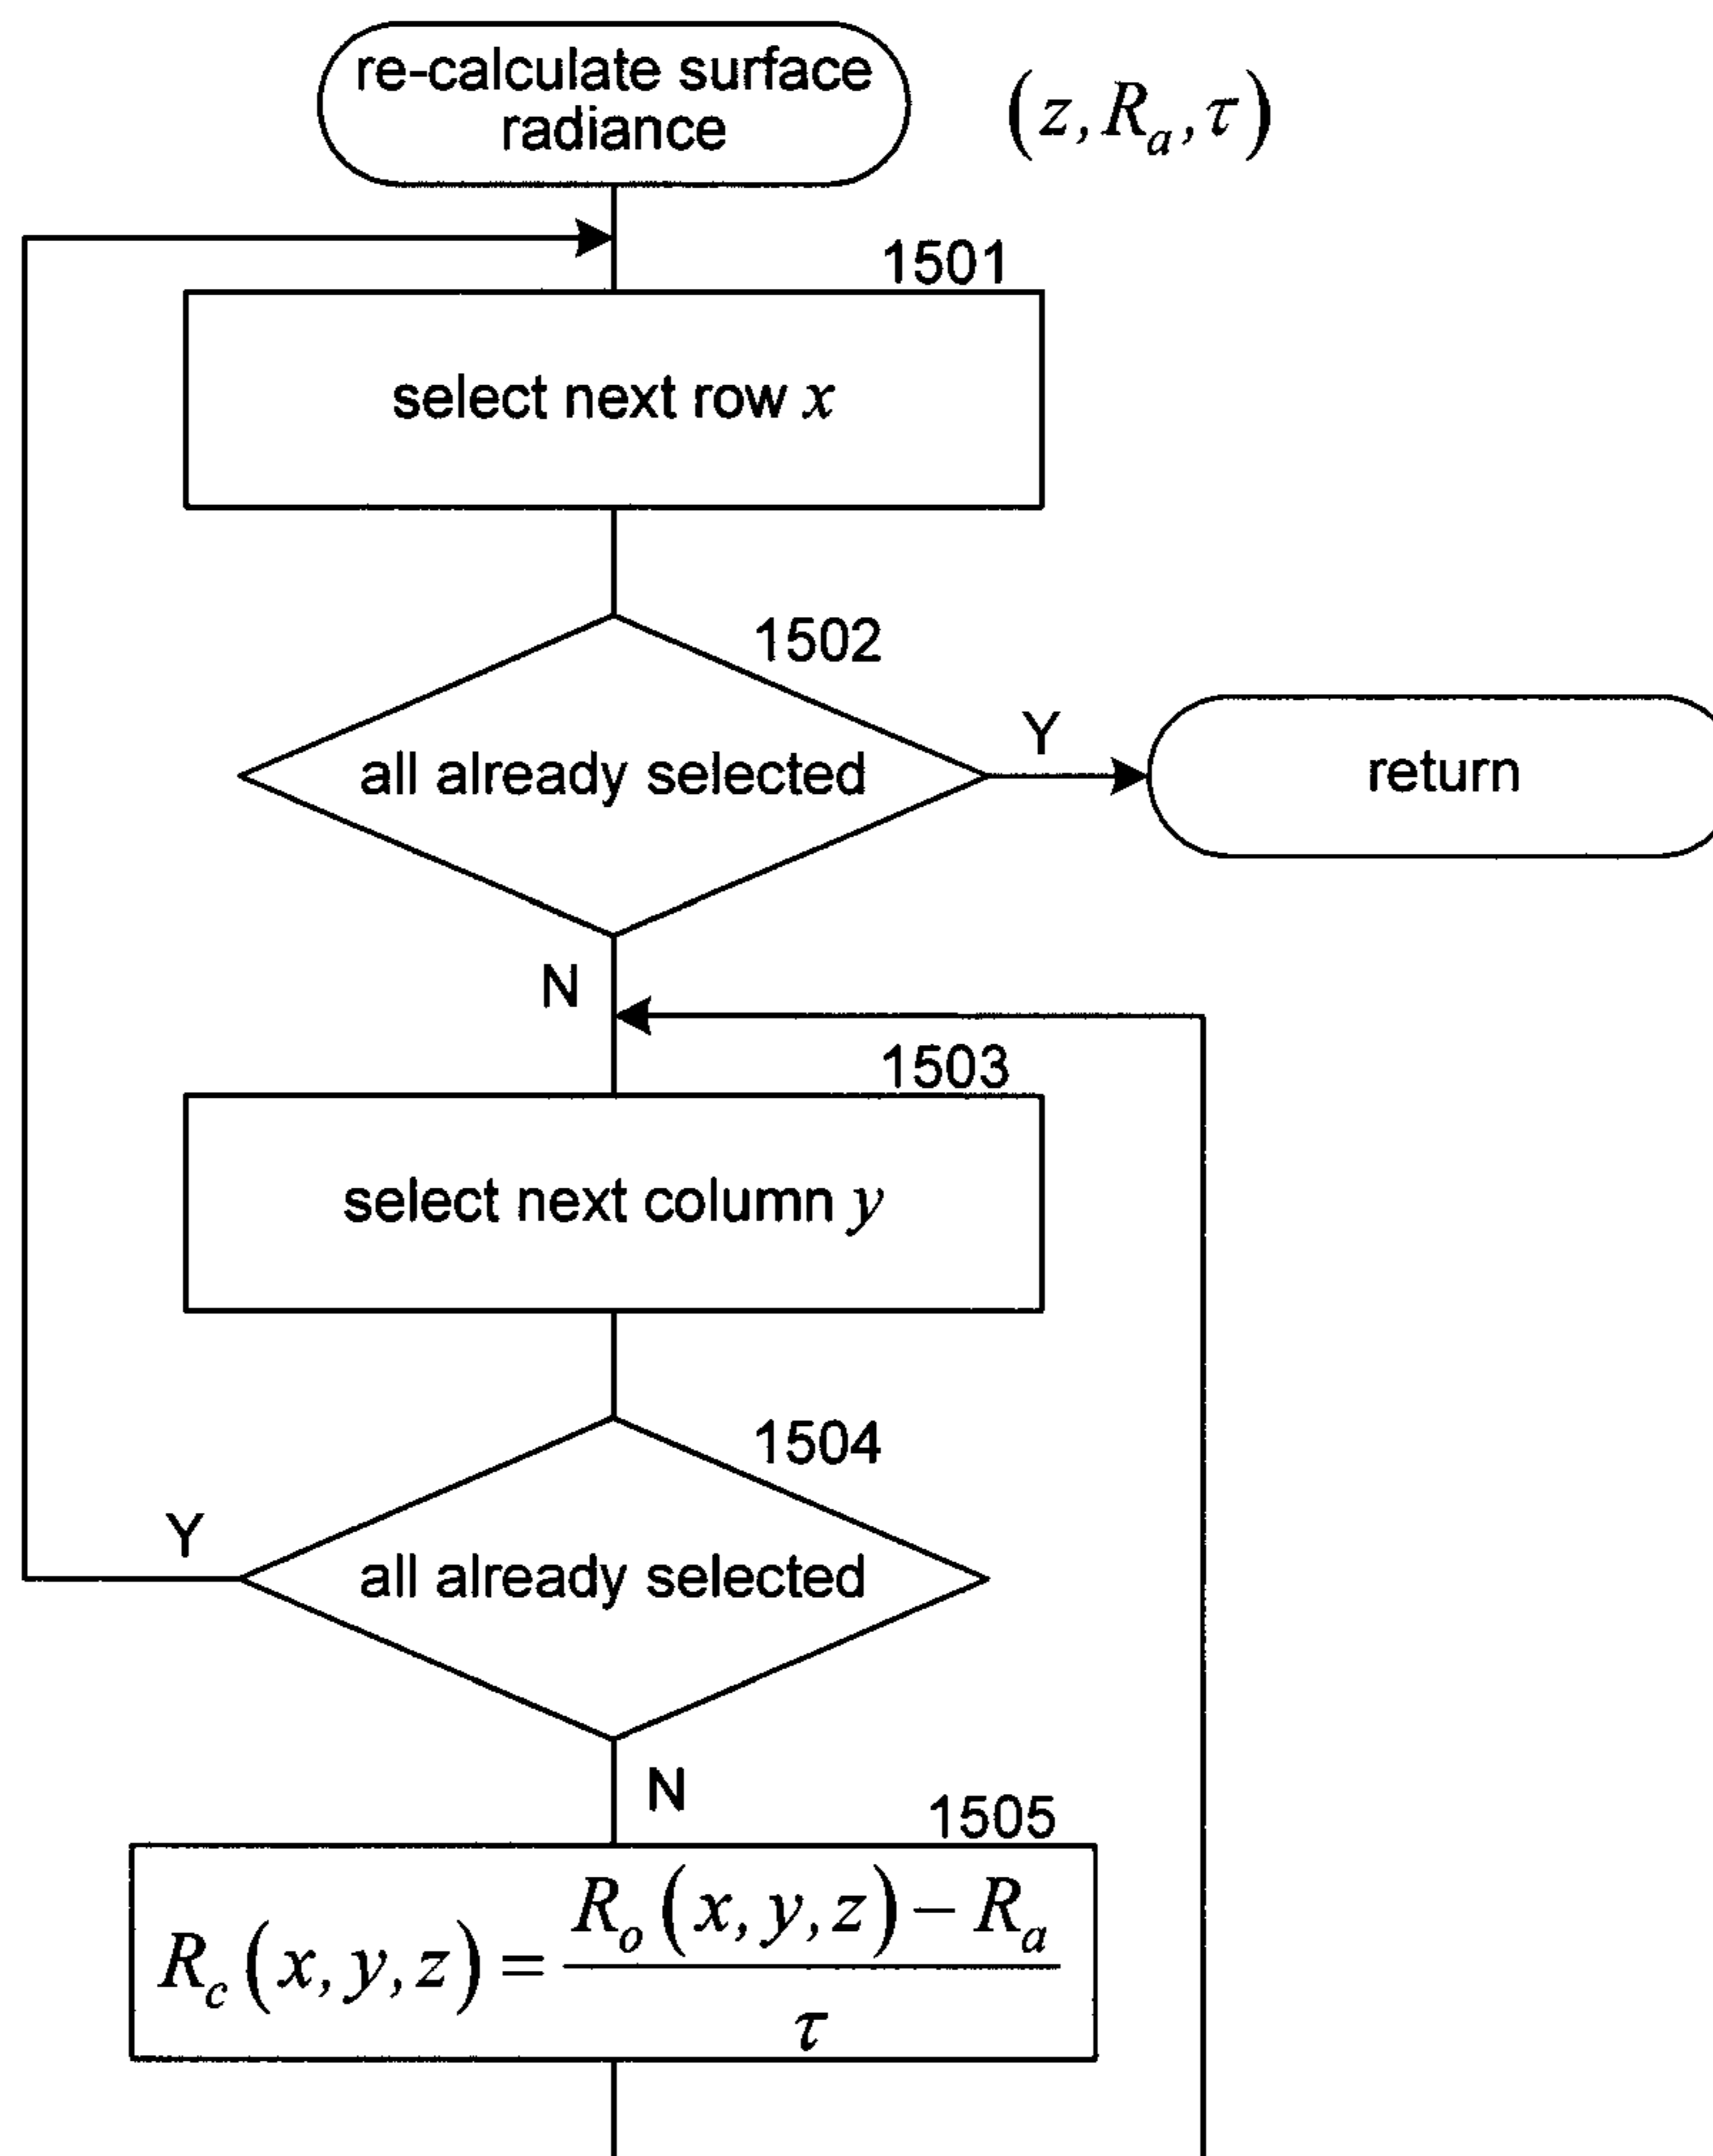 re-calculate surface
radiance
(z, Rₐ, τ)
1501
select next row x
1502
all already selected
Y
return
N
1503
select next column y
1504
all already selected
Y
N
1505
R_c(x, y, z) = (R_o(x, y, z) − R_a) / τ